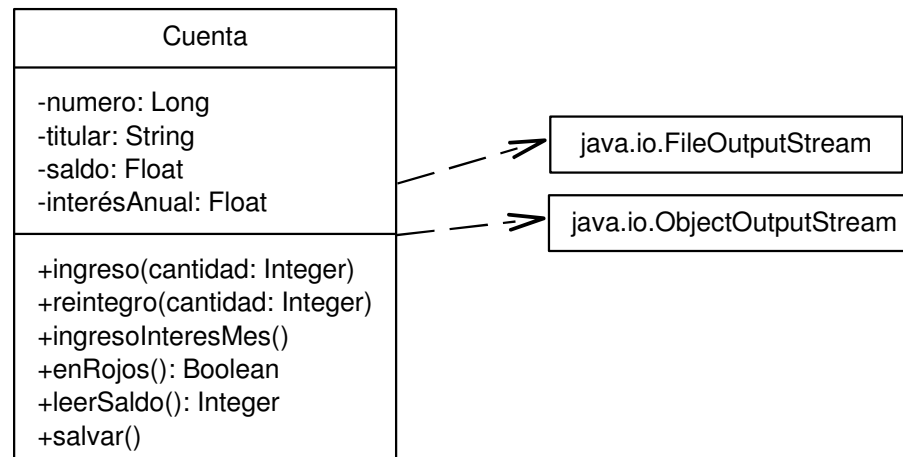 Cuenta
-numero: Long
-titular: String
-saldo: Float
-interésAnual: Float
+ingreso(cantidad: Integer)
+reintegro(cantidad: Integer)
+ingresoInteresMes()
+enRojos(): Boolean
+leerSaldo(): Integer
+salvar()
java.io.FileOutputStream
java.io.ObjectOutputStream